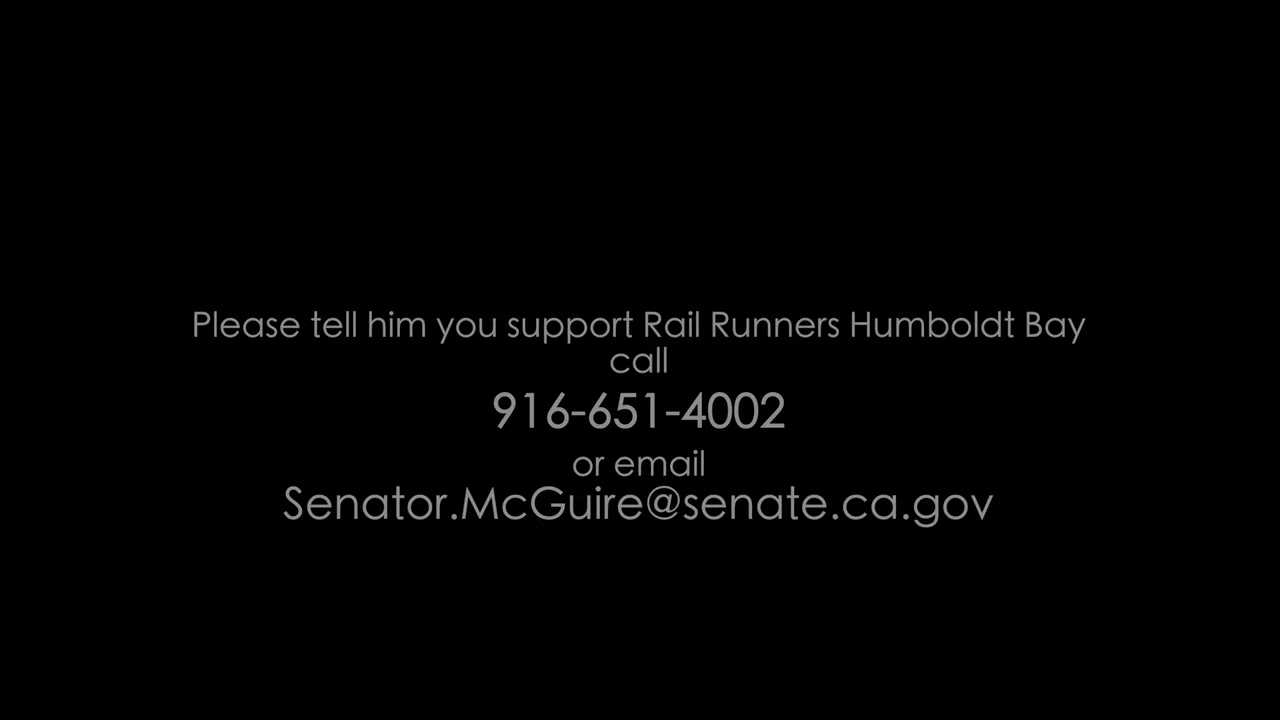 Please tell him you support Rail Runners Humboldt Bay
call
916-651-4002
or email
Senator.McGuire@senate.ca.gov